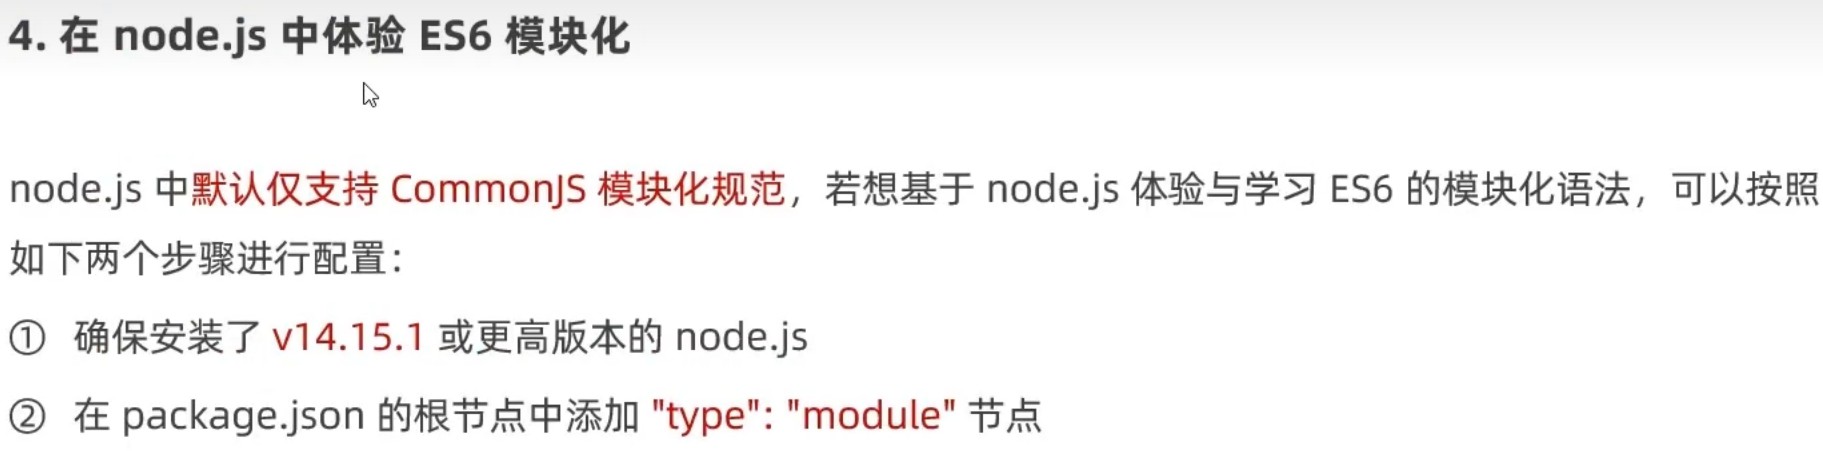 4. 在 node.js 中体验 ES6 模块化
node.js 中默认仅支持 CommonJS 模块化规范，若想基于 node.js 体验与学习 ES6 的模块化语法，可以按照
如下两个步骤进行配置：
① 确保安装了 v14.15.1 或更高版本的 node.js
② 在 package.json 的根节点中添加 "type": "module" 节点